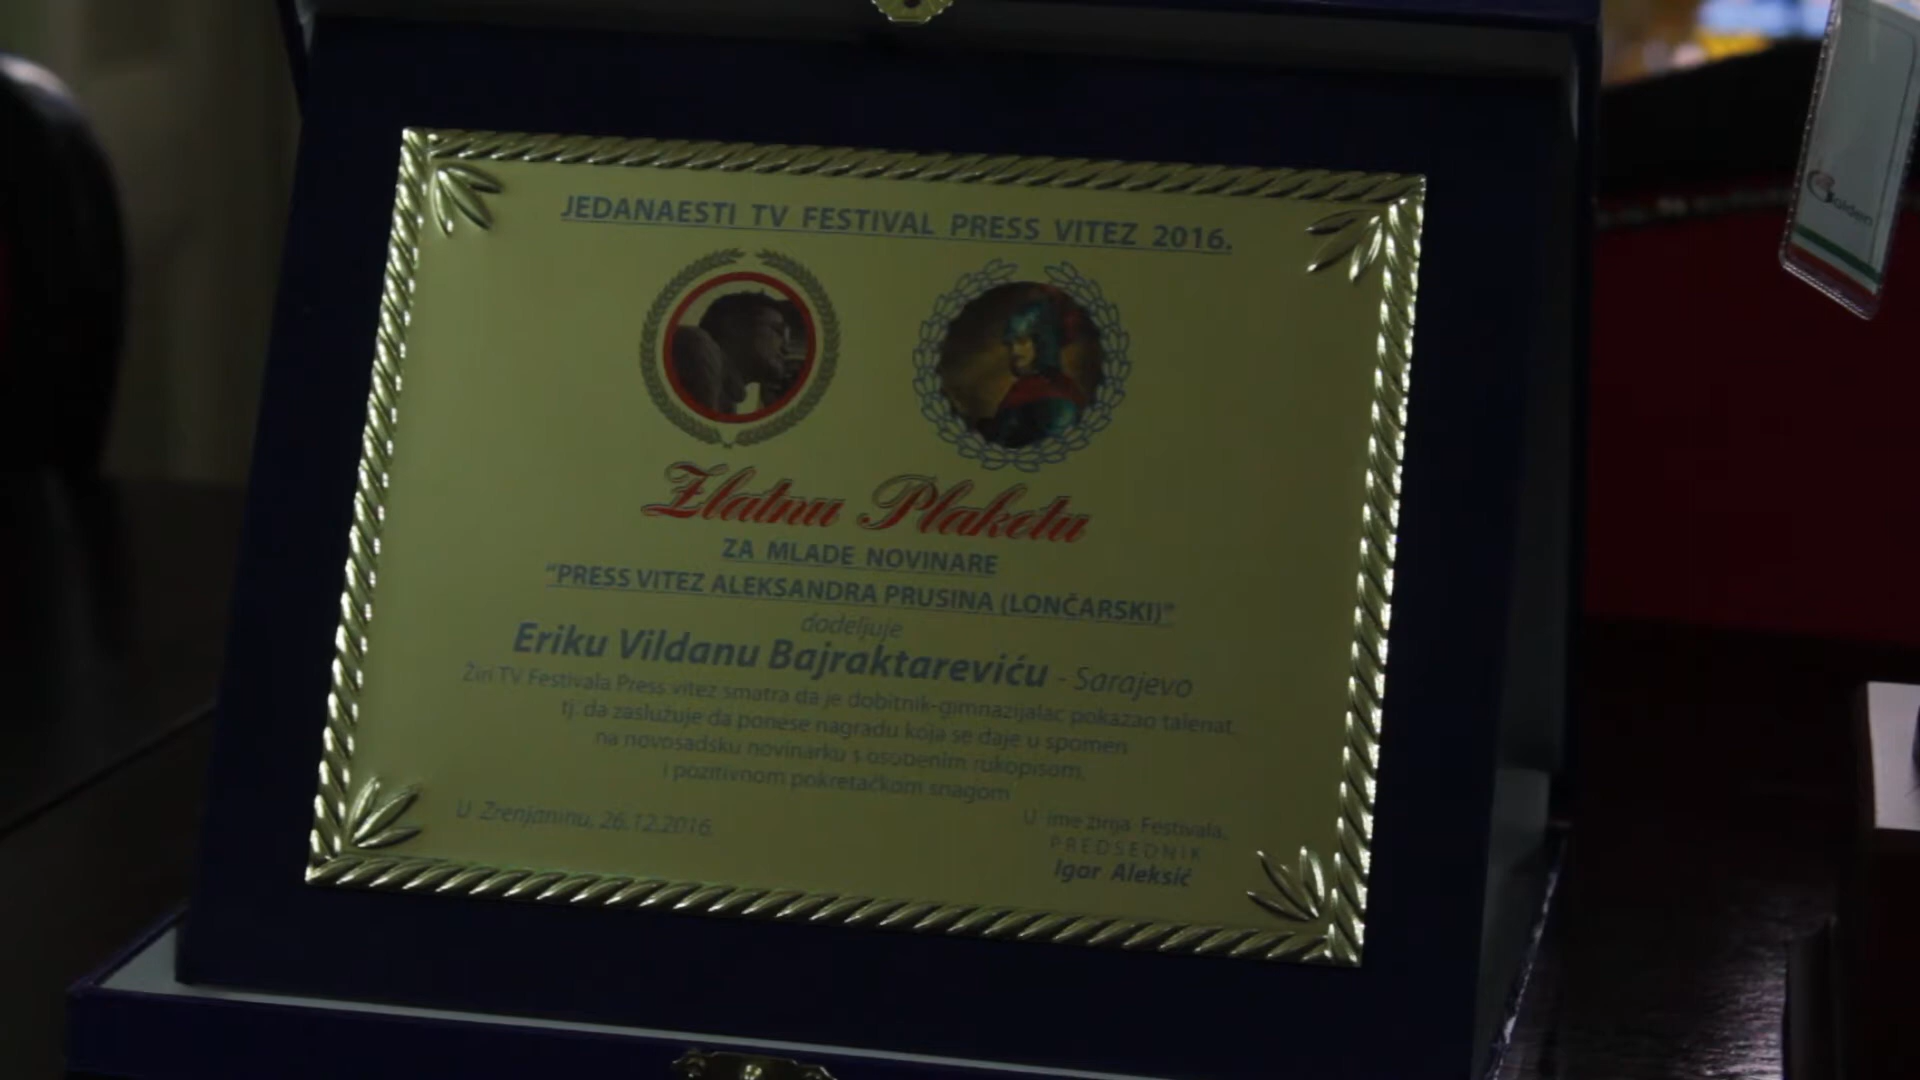 JEDANAESTI TV FESTIVAL PRESS VITEZ 2016.
Zlatnu Plaketu
ZA MLADE NOVINARE
"PRESS VITEZ ALEKSANDRA PRUSINA (LONČARSKI)"
dodeljuje
Eriku Vildanu Bajraktareviću - Sarajevo
Žiri TV Festivala Press vitez smatra da je dobitnik-gimnazijalac pokazao talenat
tj. da zaslužuje da ponese nagradu koja se daje u spomen
na novosadsku novinarku s osobenim rukopisom,
i pozitivnom pokretačkom snagom
U Zrenjaninu, 26.12.2016.
U ime žirija Festivala,
PREDSEDNIK
Igor Aleksić
Golden